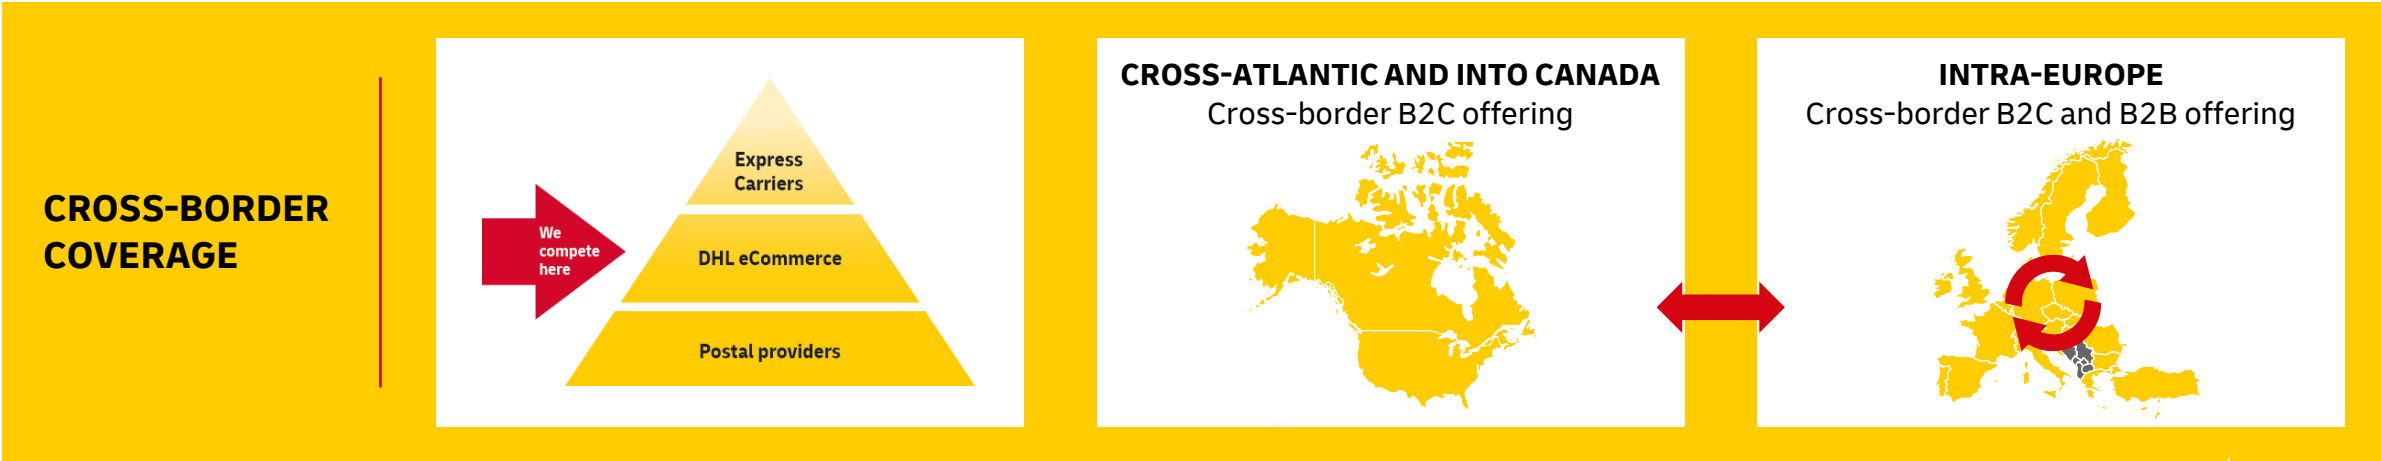 CROSS-BORDER
COVERAGE
We
compete
here
Express
Carriers
DHL eCommerce
Postal providers
CROSS-ATLANTIC AND INTO CANADA
Cross-border B2C offering
INTRA-EUROPE
Cross-border B2C and B2B offering